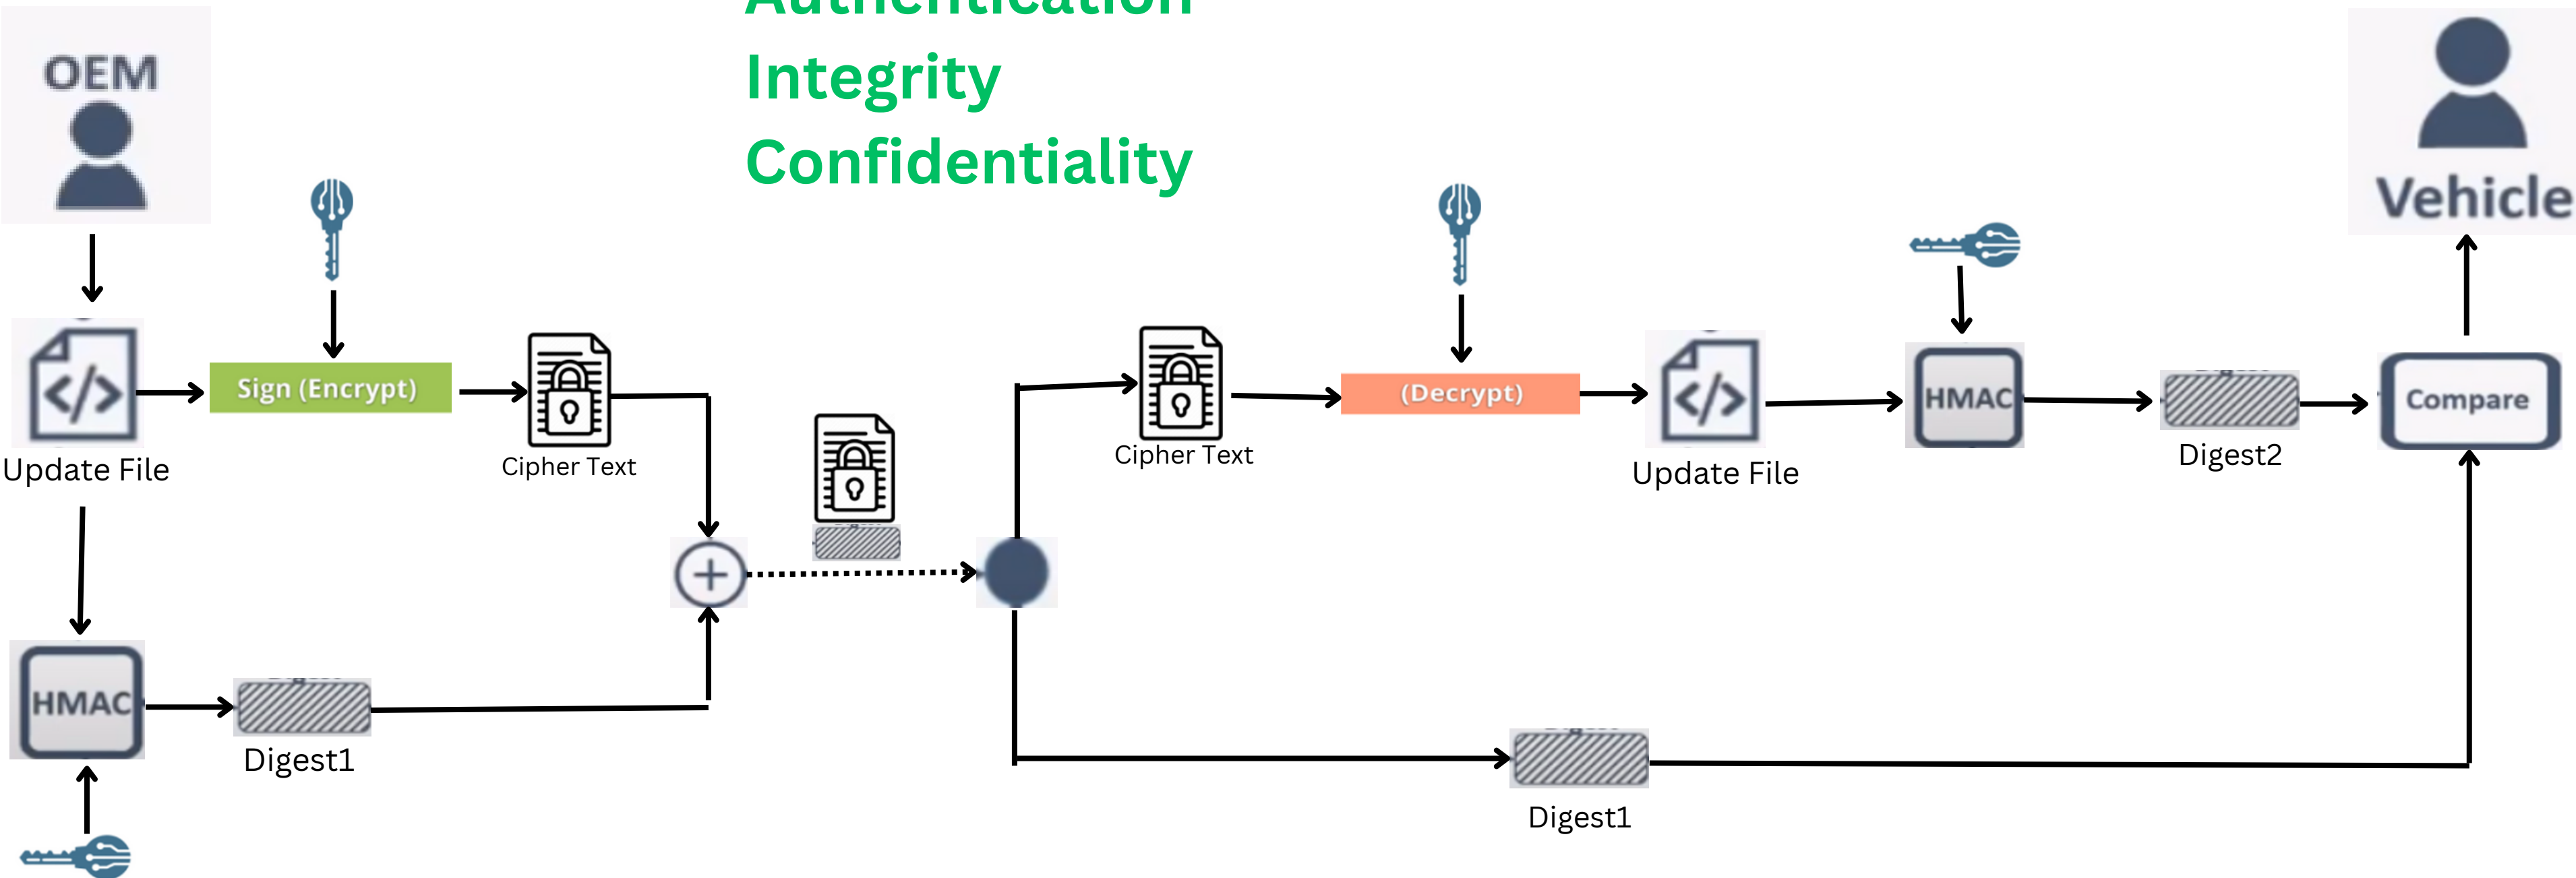 Authentication
Integrity
Confidentiality
OEM
Vehicle
Sign (Encrypt)
(Decrypt)
HMAC
Compare
Cipher Text
Cipher Text
Update File
Update File
Digest2
HMAC
Digest1
Digest1